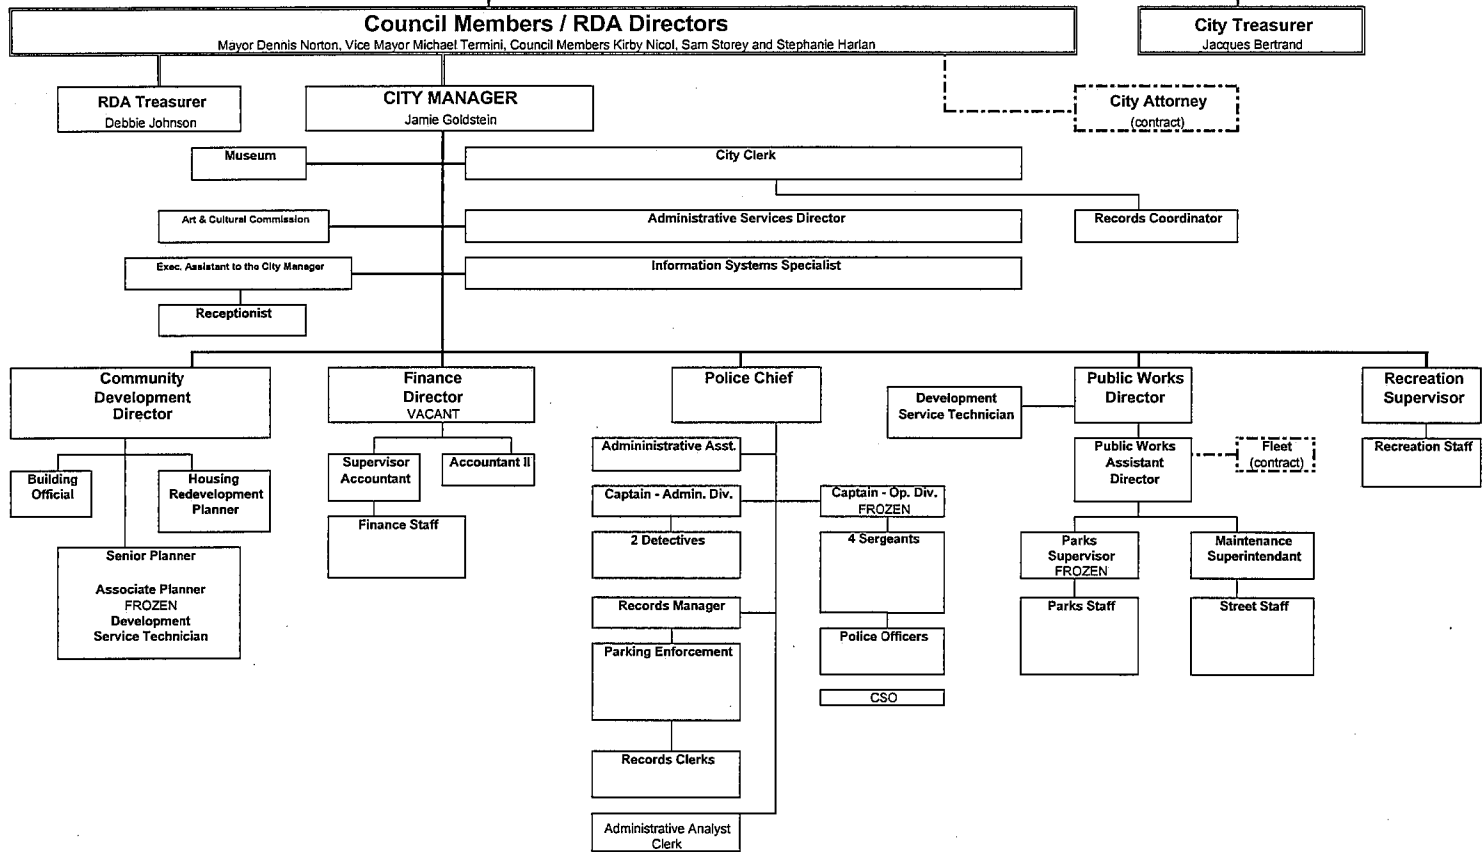 Council Members / RDA Directors
Mayor Dennis Norton, Vice Mayor Michael Termini, Council Members Kirby Nicol, Sam Storey and Stephanie Harlan
City Treasurer
Jacques Bertrand
RDA Treasurer
Debbie Johnson
CITY MANAGER
Jamie Goldstein
City Attorney
(contract)
Museum
City Clerk
Art & Cultural Commission
Administrative Services Director
Records Coordinator
Exec. Assistant to the City Manager
Information Systems Specialist
Receptionist
Community
Development
Director
Finance
Director
VACANT
Police Chief
Development
Service Technician
Public Works
Director
Recreation
Supervisor
Building
Official
Housing
Redevelopment
Planner
Senior Planner
Associate Planner
FROZEN
Development
Service Technician
Supervisor
Accountant
Accountant II
Finance Staff
Admininistrative Asst.
Captain - Admin. Div.
Captain - Op. Div.
FROZEN
2 Detectives
4 Sergeants
Records Manager
Police Officers
Parking Enforcement
CSO
Records Clerks
Administrative Analyst
Clerk
Public Works
Assistant
Director
Fleet
(contract)
Recreation Staff
Parks
Supervisor
FROZEN
Maintenance
Superintendant
Parks Staff
Street Staff